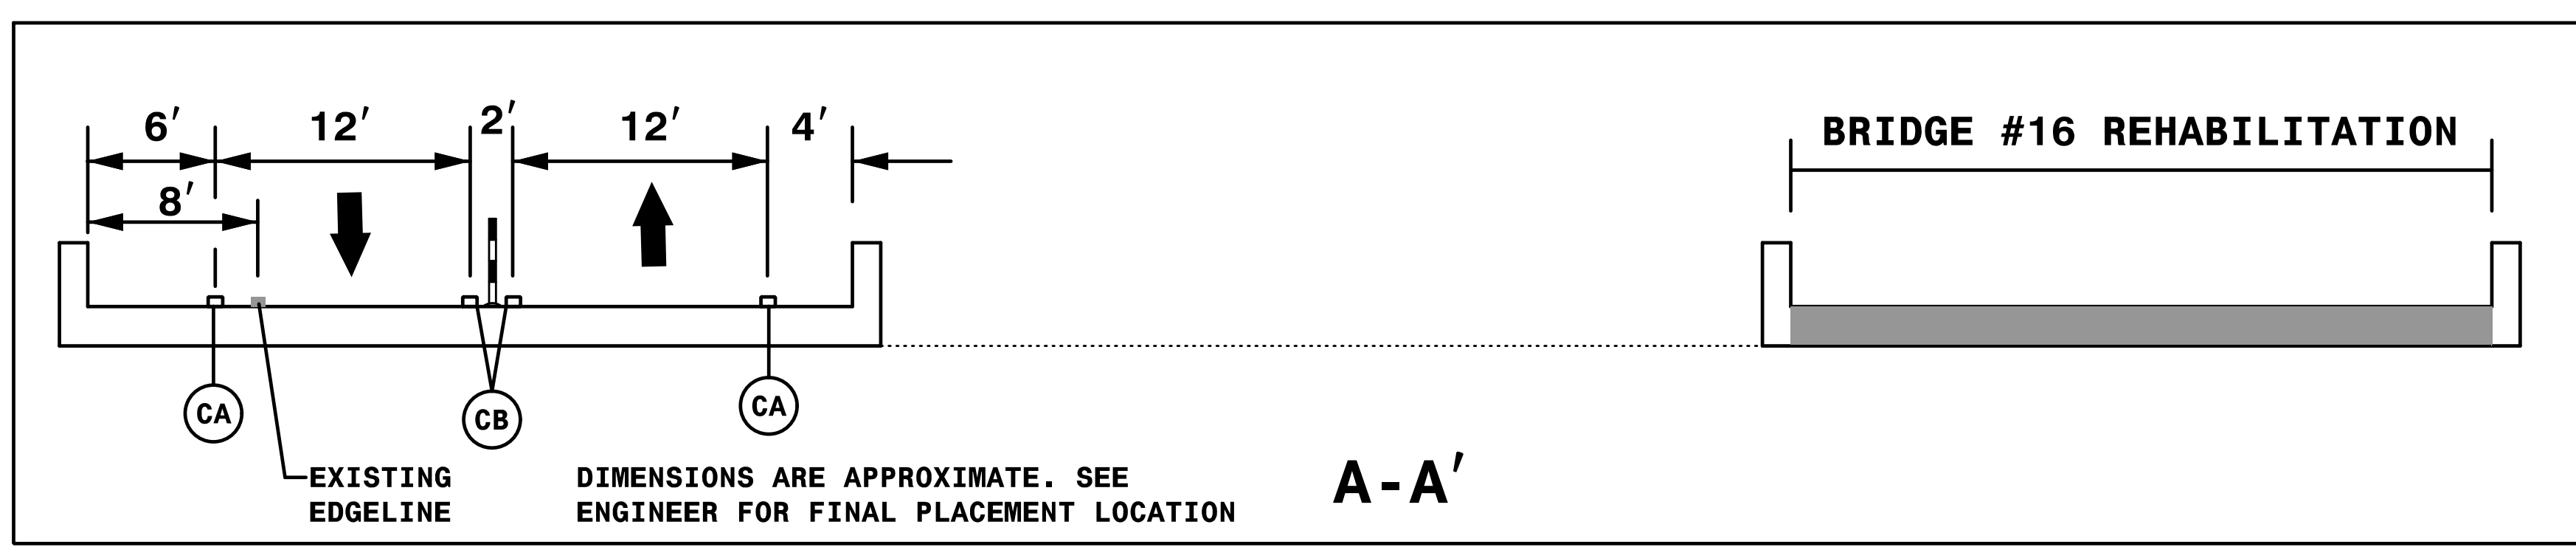 6' 12' 2' 12' 4'
BRIDGE #16 REHABILITATION
8'
CA CB CA
EXISTING
EDGELINE
DIMENSIONS ARE APPROXIMATE. SEE
ENGINEER FOR FINAL PLACEMENT LOCATION
A-A'